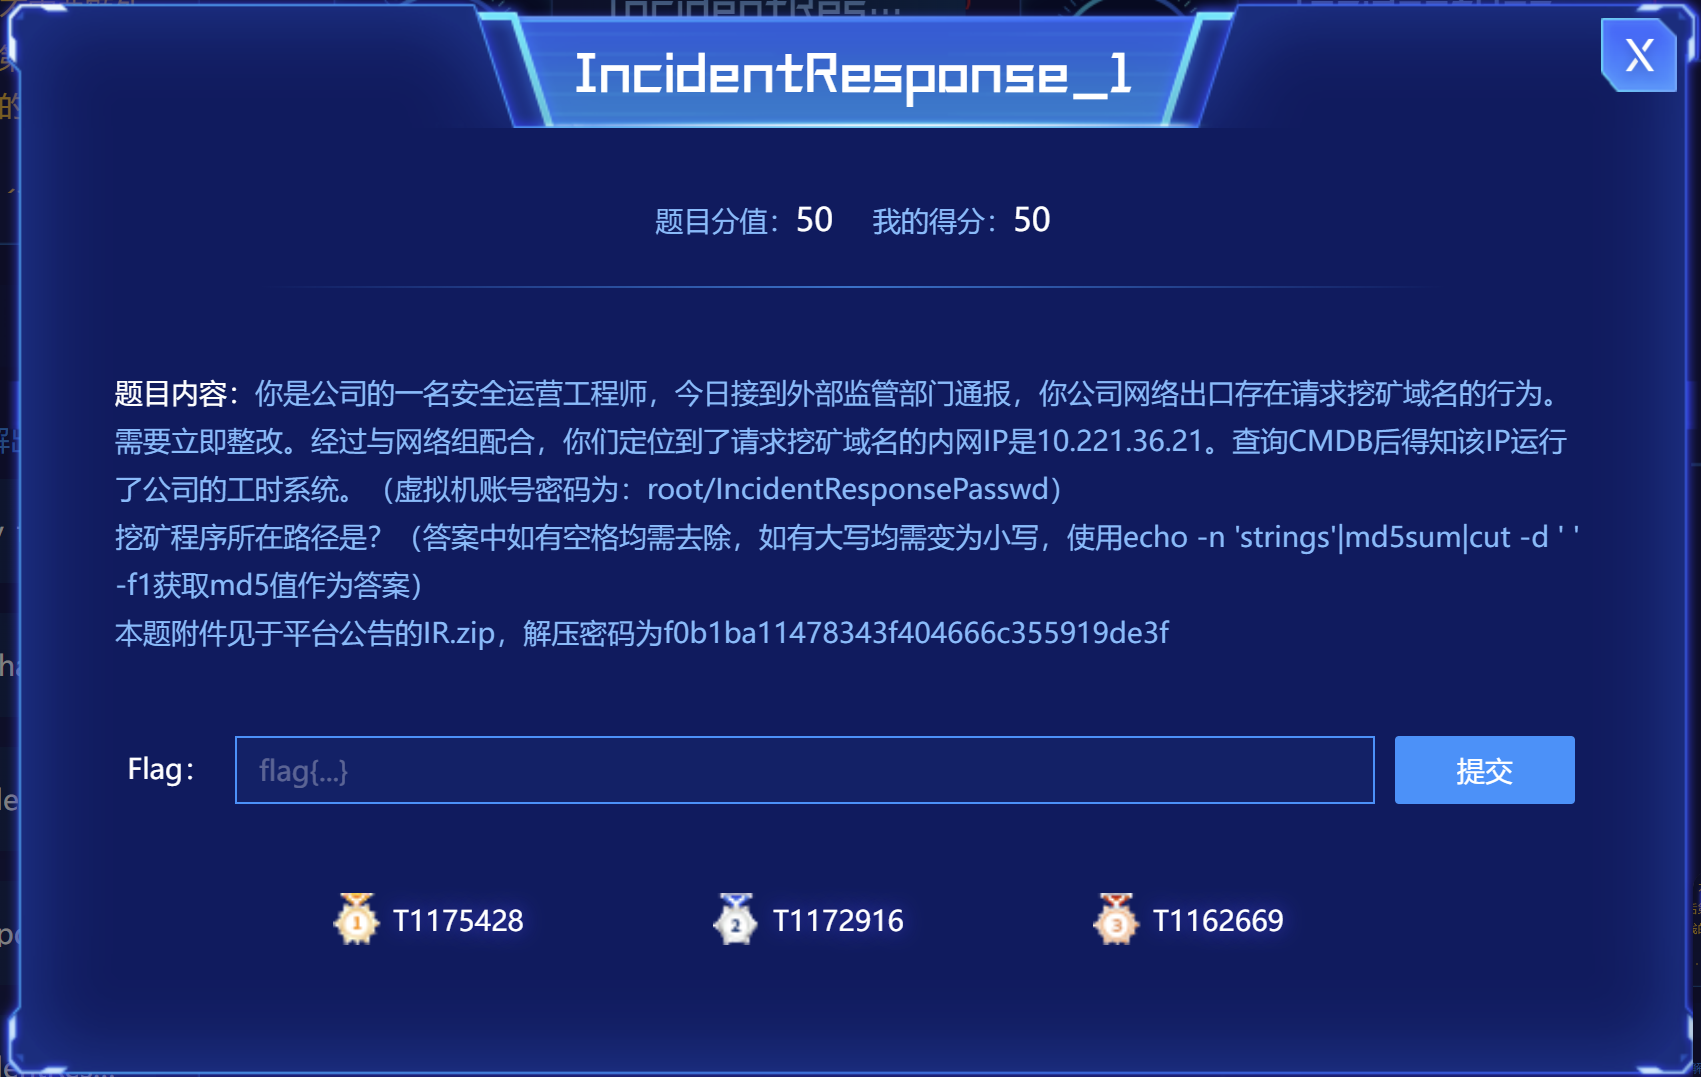 IncidentResponse_1
X
题目分值：50 我的得分：50
题目内容：你是公司的一名安全运营工程师，今日接到外部监管部门通报，你公司网络出口存在请求挖矿域名的行为。
需要立即整改。经过与网络组配合，你们定位到了请求挖矿域名的内网IP是10.221.36.21。查询CMDB后得知该IP运行
了公司的工时系统。（虚拟机账号密码为：root/IncidentResponsePasswd）
挖矿程序所在路径是？（答案中如有空格均需去除，如有大写均需变为小写，使用echo -n 'strings'|md5sum|cut -d ' '
-f1获取md5值作为答案）
本题附件见于平台公告的IR.zip，解压密码为f0b1ba11478343f404666c355919de3f
Flag： flag{...} 提交
1 T1175428 2 T1172916 3 T1162669